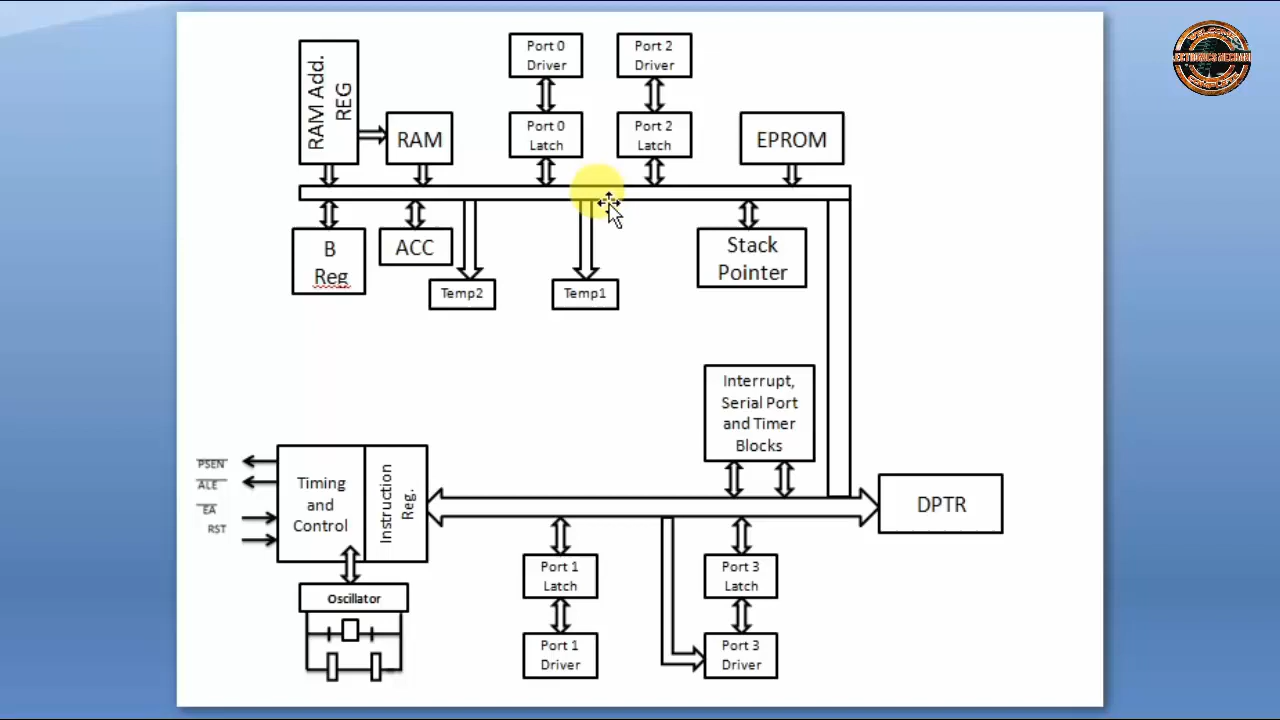 RAM Add.
REG
RAM
Port 0
Driver
Port 2
Driver
Port 0
Latch
Port 2
Latch
EPROM
B
Reg
ACC
Temp2
Temp1
Stack
Pointer
Interrupt,
Serial Port
and Timer
Blocks
PSEN
ALE
EA
RST
Timing
and
Control
Instruction
Reg.
DPTR
Oscillator
Port 1
Latch
Port 3
Latch
Port 1
Driver
Port 3
Driver